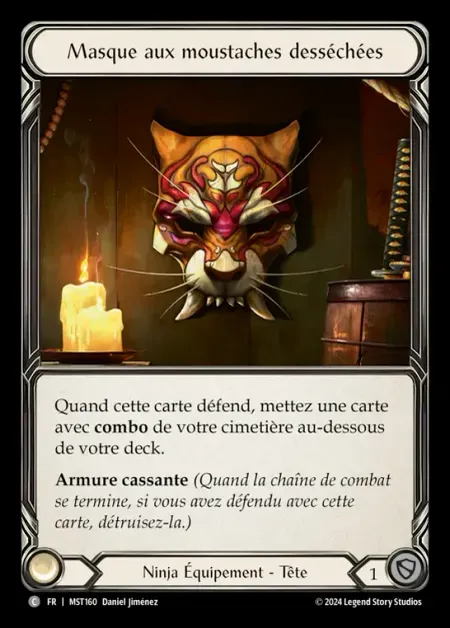 Masque aux moustaches desséchées
Quand cette carte défend, mettez une carte
avec combo de votre cimetière au-dessous
de votre deck.
Armure cassante (Quand la chaîne de combat
se termine, si vous avez défendu avec cette
carte, détruisez-la.)
Ninja Équipement - Tête
1
C FR | MST160 Daniel Jiménez
© 2024 Legend Story Studios